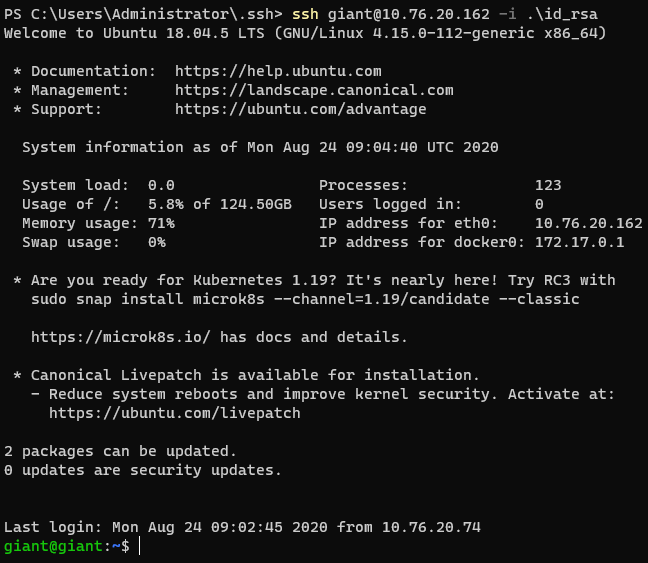 PS C:\Users\Administrator\.ssh> ssh giant@10.76.20.162 -i .\id_rsa
Welcome to Ubuntu 18.04.5 LTS (GNU/Linux 4.15.0-112-generic x86_64)

 * Documentation:  https://help.ubuntu.com
 * Management:     https://landscape.canonical.com
 * Support:        https://ubuntu.com/advantage

  System information as of Mon Aug 24 09:04:40 UTC 2020

  System load:  0.0                Processes:              123
  Usage of /:   5.8% of 124.50GB   Users logged in:        0
  Memory usage: 71%                IP address for eth0:    10.76.20.162
  Swap usage:   0%                 IP address for docker0: 172.17.0.1

 * Are you ready for Kubernetes 1.19? It's nearly here! Try RC3 with
   sudo snap install microk8s --channel=1.19/candidate --classic

   https://microk8s.io/ has docs and details.

 * Canonical Livepatch is available for installation.
   - Reduce system reboots and improve kernel security. Activate at:
     https://ubuntu.com/livepatch

2 packages can be updated.
0 updates are security updates.


Last login: Mon Aug 24 09:02:45 2020 from 10.76.20.74
giant@giant:~$